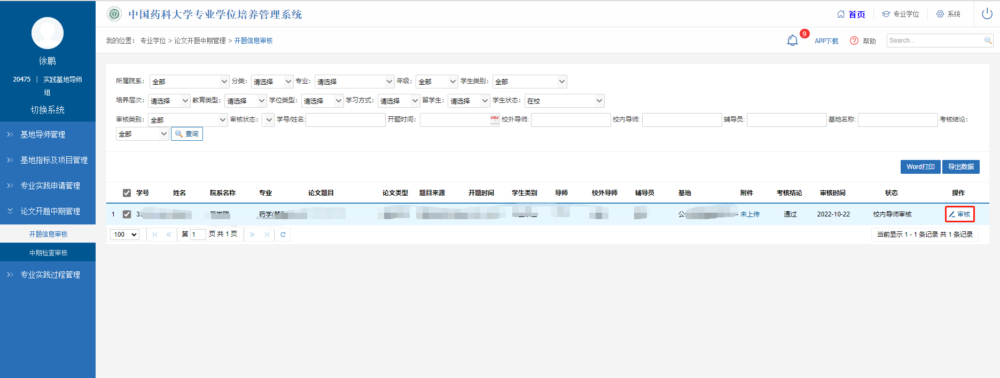 中国药科大学专业学位培养管理系统
首页 专业学位 系统
徐鹏
20475 | 实践基地导师
组
切换系统
基地导师管理
基地指标及项目管理
专业实践申请管理
论文开题中期管理
开题信息审核
中期检查审核
专业实践过程管理
我的位置： 专业学位 > 论文开题中期管理 > 开题信息审核
9 APP下载 帮助 Search...
所属院系： 全部 分类： 请选择 专业： 请选择 年级： 全部 学生类别： 全部
培养层次： 请选择 教育类型： 请选择 学位类型： 请选择 学习方式： 请选择 留学生： 请选择 学生状态： 在校
审核类别： 全部 审核状态： 学号/姓名: 开题时间： 校外导师: 校内导师: 辅导员: 基地名称: 考核结论:
全部 查询
Word打印 导出数据
学号 姓名 院系名称 专业 论文题目 论文类型 题目来源 开题时间 学生类别 导师 校外导师 辅导员 基地 附件 考核结论 审核时间 状态 操作
1 药学院 药学( 未上传 通过 2022-10-22 校内导师审核 审核
100 第 1 页 共 1 页 当前显示 1 - 1 条记录 共 1 条记录